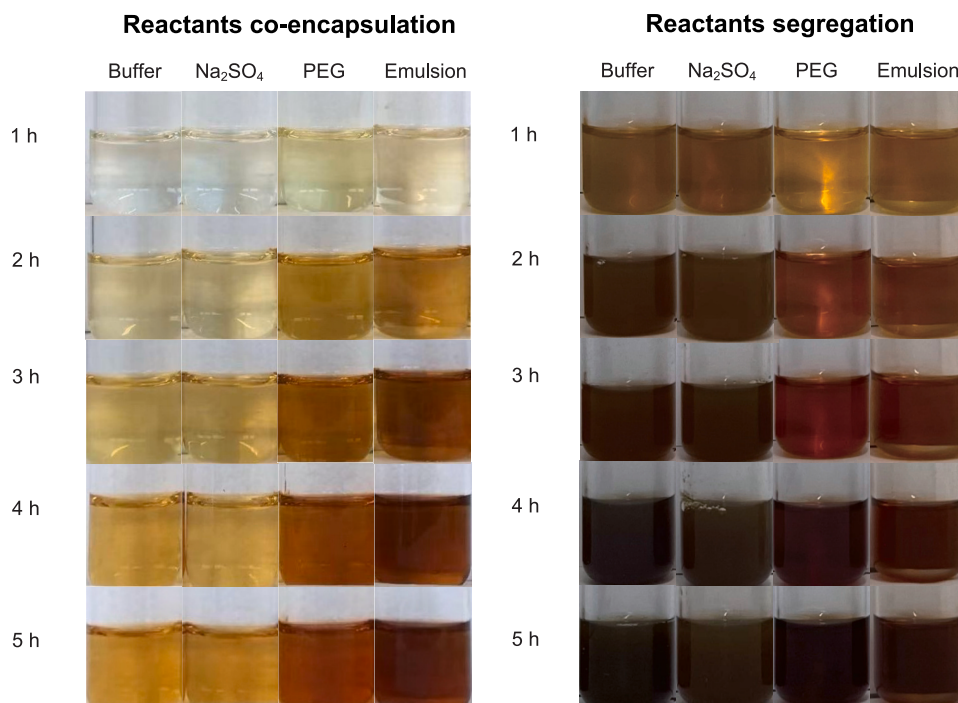 Reactants co-encapsulation
Buffer Na₂SO₄ PEG Emulsion
1 h
2 h
3 h
4 h
5 h
Reactants segregation
Buffer Na₂SO₄ PEG Emulsion
1 h
2 h
3 h
4 h
5 h